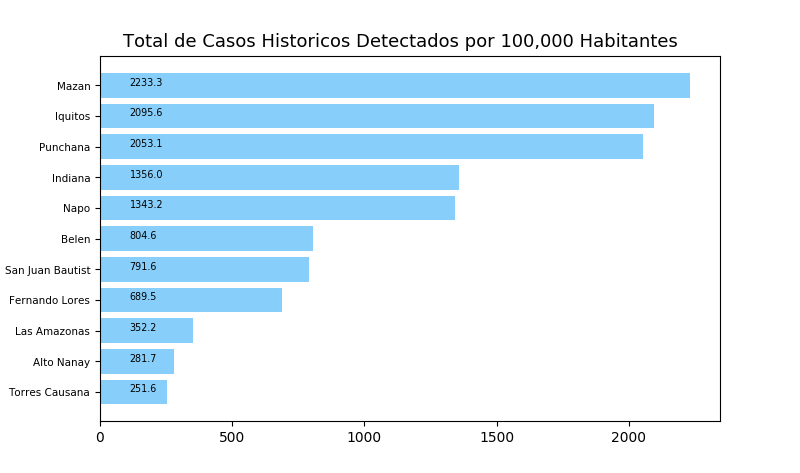 Total de Casos Historicos Detectados por 100,000 Habitantes
Mazan 2233.3
Iquitos 2095.6
Punchana 2053.1
Indiana 1356.0
Napo 1343.2
Belen 804.6
San Juan Bautist 791.6
Fernando Lores 689.5
Las Amazonas 352.2
Alto Nanay 281.7
Torres Causana 251.6
0 500 1000 1500 2000